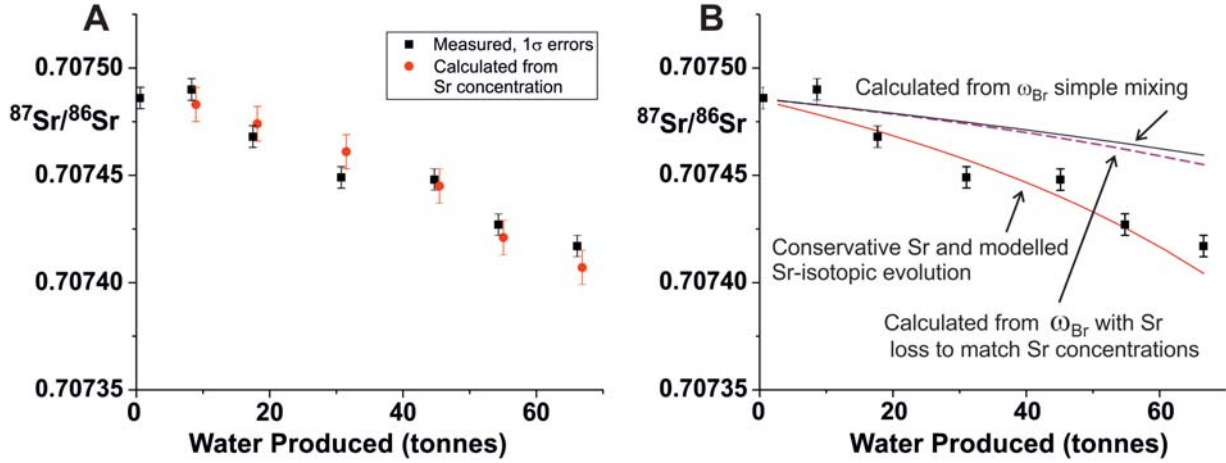 A
Measured, 1σ errors
Calculated from
Sr concentration
0.70750
⁸⁷Sr/⁸⁶Sr
0.70745
0.70740
0.70735
0
20
40
60
Water Produced (tonnes)
B
0.70750
⁸⁷Sr/⁸⁶Sr
0.70745
0.70740
0.70735
Calculated from ωBr simple mixing
Conservative Sr and modelled
Sr-isotopic evolution
Calculated from ωBr with Sr
loss to match Sr concentrations
0
20
40
60
Water Produced (tonnes)